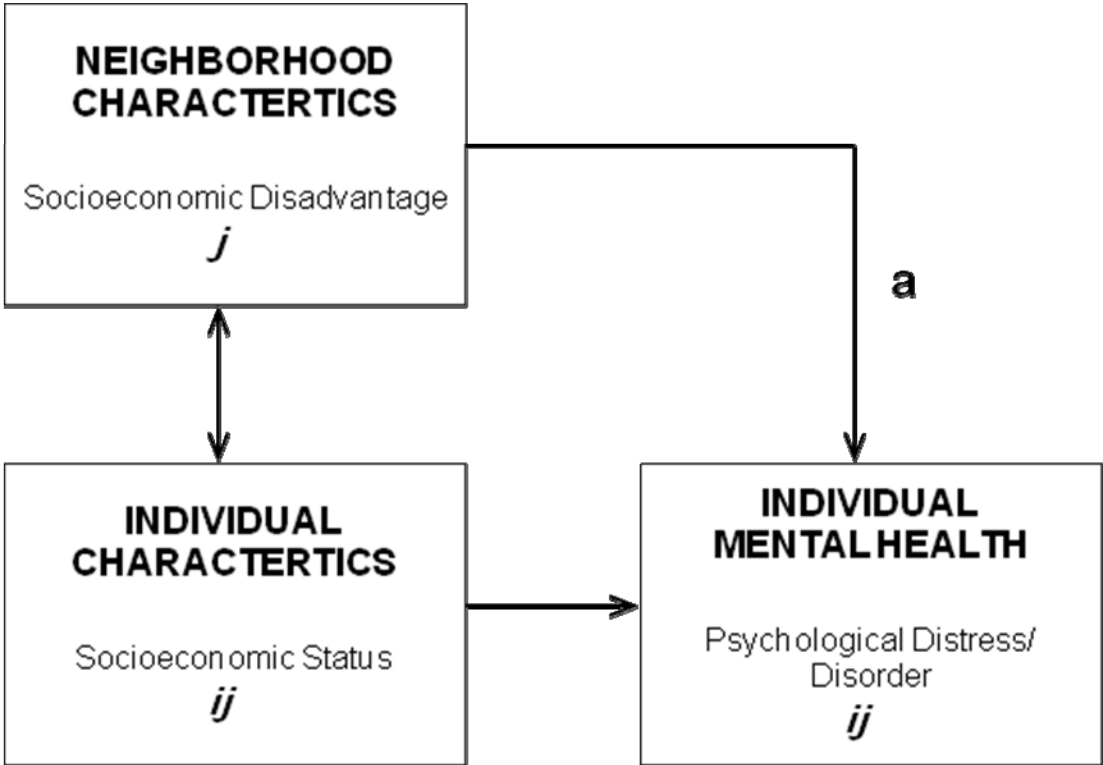 NEIGHBORHOOD
CHARACTERTICS
Socioeconomic Disadvantage
j
a
INDIVIDUAL
CHARACTERTICS
Socioeconomic Status
ij
INDIVIDUAL
MENTAL HEALTH
Psychological Distress/
Disorder
ij